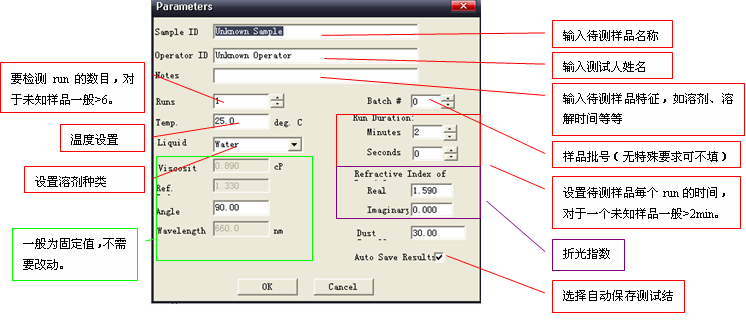 Parameters
Sample ID
Unknown Sample
Operator ID
Unknown Operator
Notes
Runs
1
Batch #
0
Temp.
25.0
deg. C
Run Duration:
Minutes
2
Seconds
0
Liquid
Water
Viscosit
0.890
cP
Ref.
1.330
Angle
90.00
Wavelength
660.0
nm
Refractive Index of
Real
1.590
Imaginary
0.000
Dust
30.00
Auto Save Results
OK
Cancel
要检测 run 的数目，对
于未知样品一般>6。
温度设置
设置溶剂种类
一般为固定值，不需
要改动。
输入待测样品名称
输入测试人姓名
输入待测样品特征，如溶剂、溶
解时间等等
样品批号（无特殊要求可不填）
设置待测样品每个 run 的时间，
对于一个未知样品一般>2min。
折光指数
选择自动保存测试结